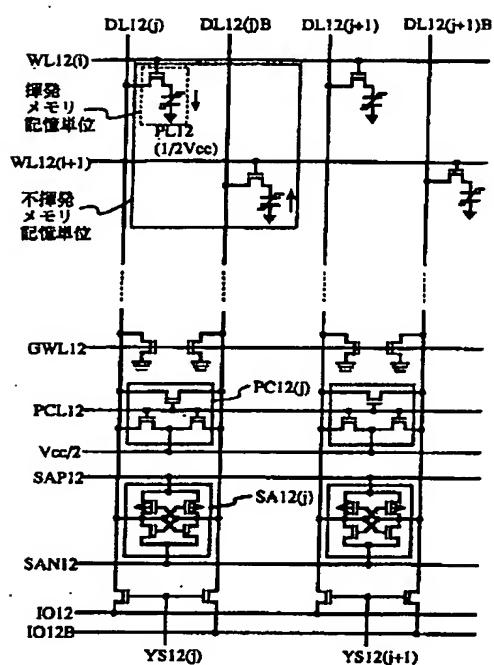 DL12(j)
DL12(j)B
DL12(j+1)
DL12(j+1)B
WL12(i)
揮発
メモリ
記憶単位
PL12
(1/2Vcc)
WL12(i+1)
不揮発
メモリ
記憶単位
GWL12
PC12(j)
PCL12
Vcc/2
SAP12
SA12(j)
SAN12
IO12
IO12B
YS12(j)
YS12(j+1)